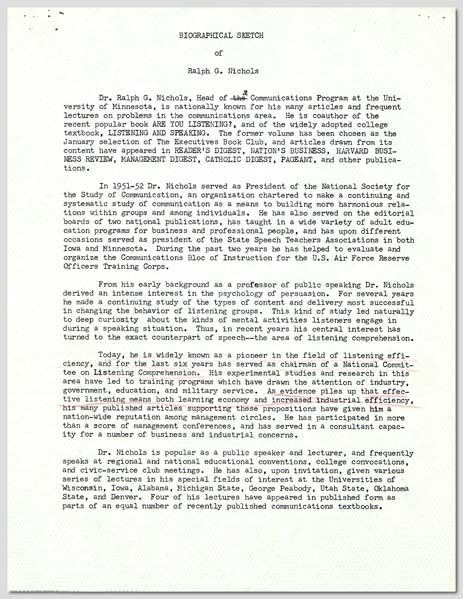 BIOGRAPHICAL SKETCH
of
Ralph G. Nichols
Dr. Ralph G. Nichols, Head of the Communications Program at the Uni-
versity of Minnesota, is nationally known for his many articles and frequent
lectures on problems in the communications area. He is coauthor of the
recent popular book ARE YOU LISTENING?, and of the widely adopted college
textbook, LISTENING AND SPEAKING. The former volume has been chosen as the
January selection of The Executives Book Club, and articles drawn from its
content have appeared in READER'S DIGEST, NATION'S BUSINESS, HARVARD BUSI-
NESS REVIEW, MANAGEMENT DIGEST, CATHOLIC DIGEST, PAGEANT, and other publica-
tions.
In 1951-52 Dr. Nichols served as President of the National Society for
the Study of Communication, an organization chartered to make a continuing and
systematic study of communication as a means to building more harmonious rela-
tions within groups and among individuals. He has also served on the editorial
boards of two national publications, has taught in a wide variety of adult edu-
cation programs for business and professional people, and has upon different
occasions served as president of the State Speech Teachers Associations in both
Iowa and Minnesota. During the past two years he has helped to evaluate and
organize the Communications Bloc of Instruction for the U.S. Air Force Reserve
Officers Training Corps.
From his early background as a professor of public speaking Dr. Nichols
derived an intense interest in the psychology of persuasion. For several years
he made a continuing study of the types of content and delivery most successful
in changing the behavior of listening groups. This kind of study led naturally
to deep curiosity about the kinds of mental activities listeners engage in
during a speaking situation. Thus, in recent years his central interest has
turned to the exact counterpart of speech--the area of listening comprehension.
Today, he is widely known as a pioneer in the field of listening effi-
ciency, and for the last six years has served as chairman of a National Commit-
tee on Listening Comprehension. His experimental studies and research in this
area have led to training programs which have drawn the attention of industry,
government, education, and military service. As evidence piles up that effec-
tive listening means both learning economy and increased industrial efficiency,
his many published articles supporting these propositions have given him a
nation-wide reputation among management circles. He has participated in more
than a score of management conferences, and has served in a consultant capac-
ity for a number of business and industrial concerns.
Dr. Nichols is popular as a public speaker and lecturer, and frequently
speaks at regional and national educational conventions, college convocations,
and civic-service club meetings. He has also, upon invitation, given various
series of lectures in his special fields of interest at the Universities of
Wisconsin, Iowa, Alabama, Michigan State, George Peabody, Utah State, Oklahoma
State, and Denver. Four of his lectures have appeared in published form as
parts of an equal number of recently published communications textbooks.